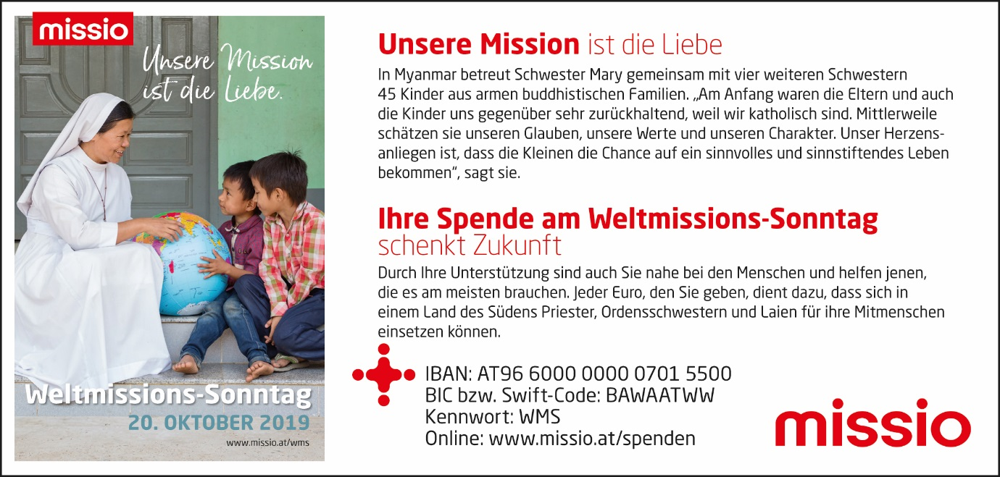 missio
Unsere Mission
ist die Liebe.
Weltmissions-Sonntag
20. OKTOBER 2019
www.missio.at/wms
Unsere Mission ist die Liebe
In Myanmar betreut Schwester Mary gemeinsam mit vier weiteren Schwestern
45 Kinder aus armen buddhistischen Familien. „Am Anfang waren die Eltern und auch
die Kinder uns gegenüber sehr zurückhaltend, weil wir katholisch sind. Mittlerweile
schätzen sie unseren Glauben, unsere Werte und unseren Charakter. Unser Herzens-
anliegen ist, dass die Kleinen die Chance auf ein sinnvolles und sinnstiftendes Leben
bekommen“, sagt sie.
Ihre Spende am Weltmissions-Sonntag
schenkt Zukunft
Durch Ihre Unterstützung sind auch Sie nahe bei den Menschen und helfen jenen,
die es am meisten brauchen. Jeder Euro, den Sie geben, dient dazu, dass sich in
einem Land des Südens Priester, Ordensschwestern und Laien für ihre Mitmenschen
einsetzen können.
IBAN: AT96 6000 0000 0701 5500
BIC bzw. Swift-Code: BAWAATWW
Kennwort: WMS
Online: www.missio.at/spenden
missio